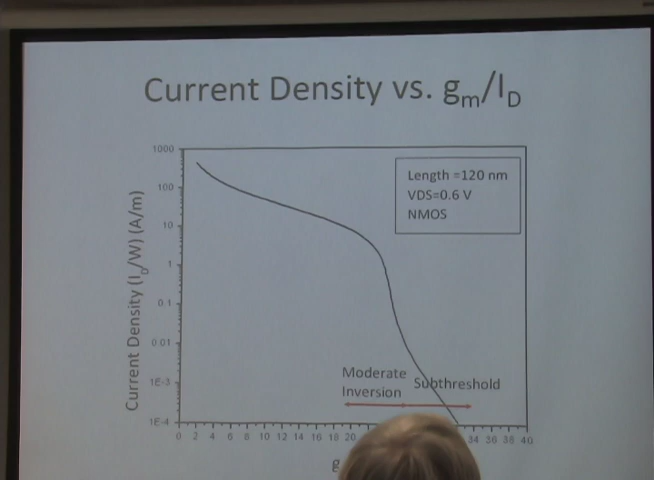 Current Density vs. gm/ID
1000
100
10
1
0.1
0.01
1E-3
1E-4
Current Density (ID/W) (A/m)
Length =120 nm
VDS=0.6 V
NMOS
Moderate
Inversion
Subthreshold
0 2 4 6 8 10 12 14 16 18 20 34 36 38 40
g